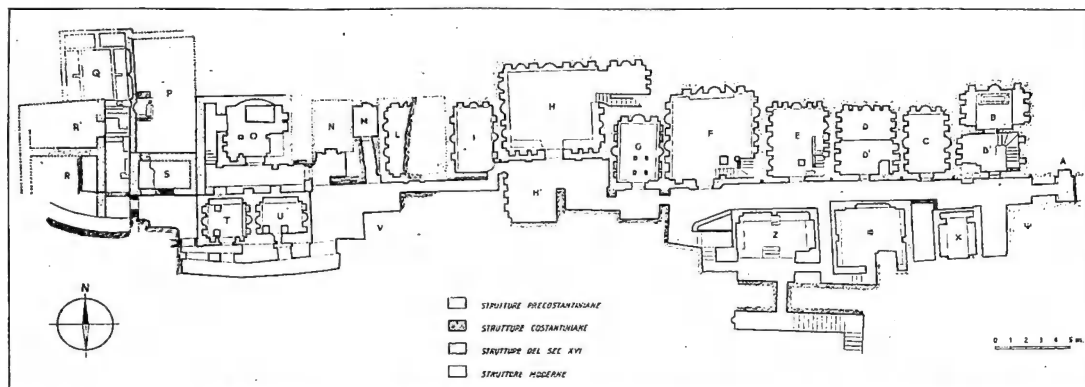 Q
P
R'
R
S
O
N
M
L
I
H
H'
G
F
E
D
D'
C
B
B'
A
T
U
V
Z
Φ
X
Ψ
N
STRUTTURE PRECOSTANTINIANE
STRUTTURE COSTANTINIANE
STRUTTURE DEL SEC XVI
STRUTTURE MODERNE
0 1 2 3 4 5 m.